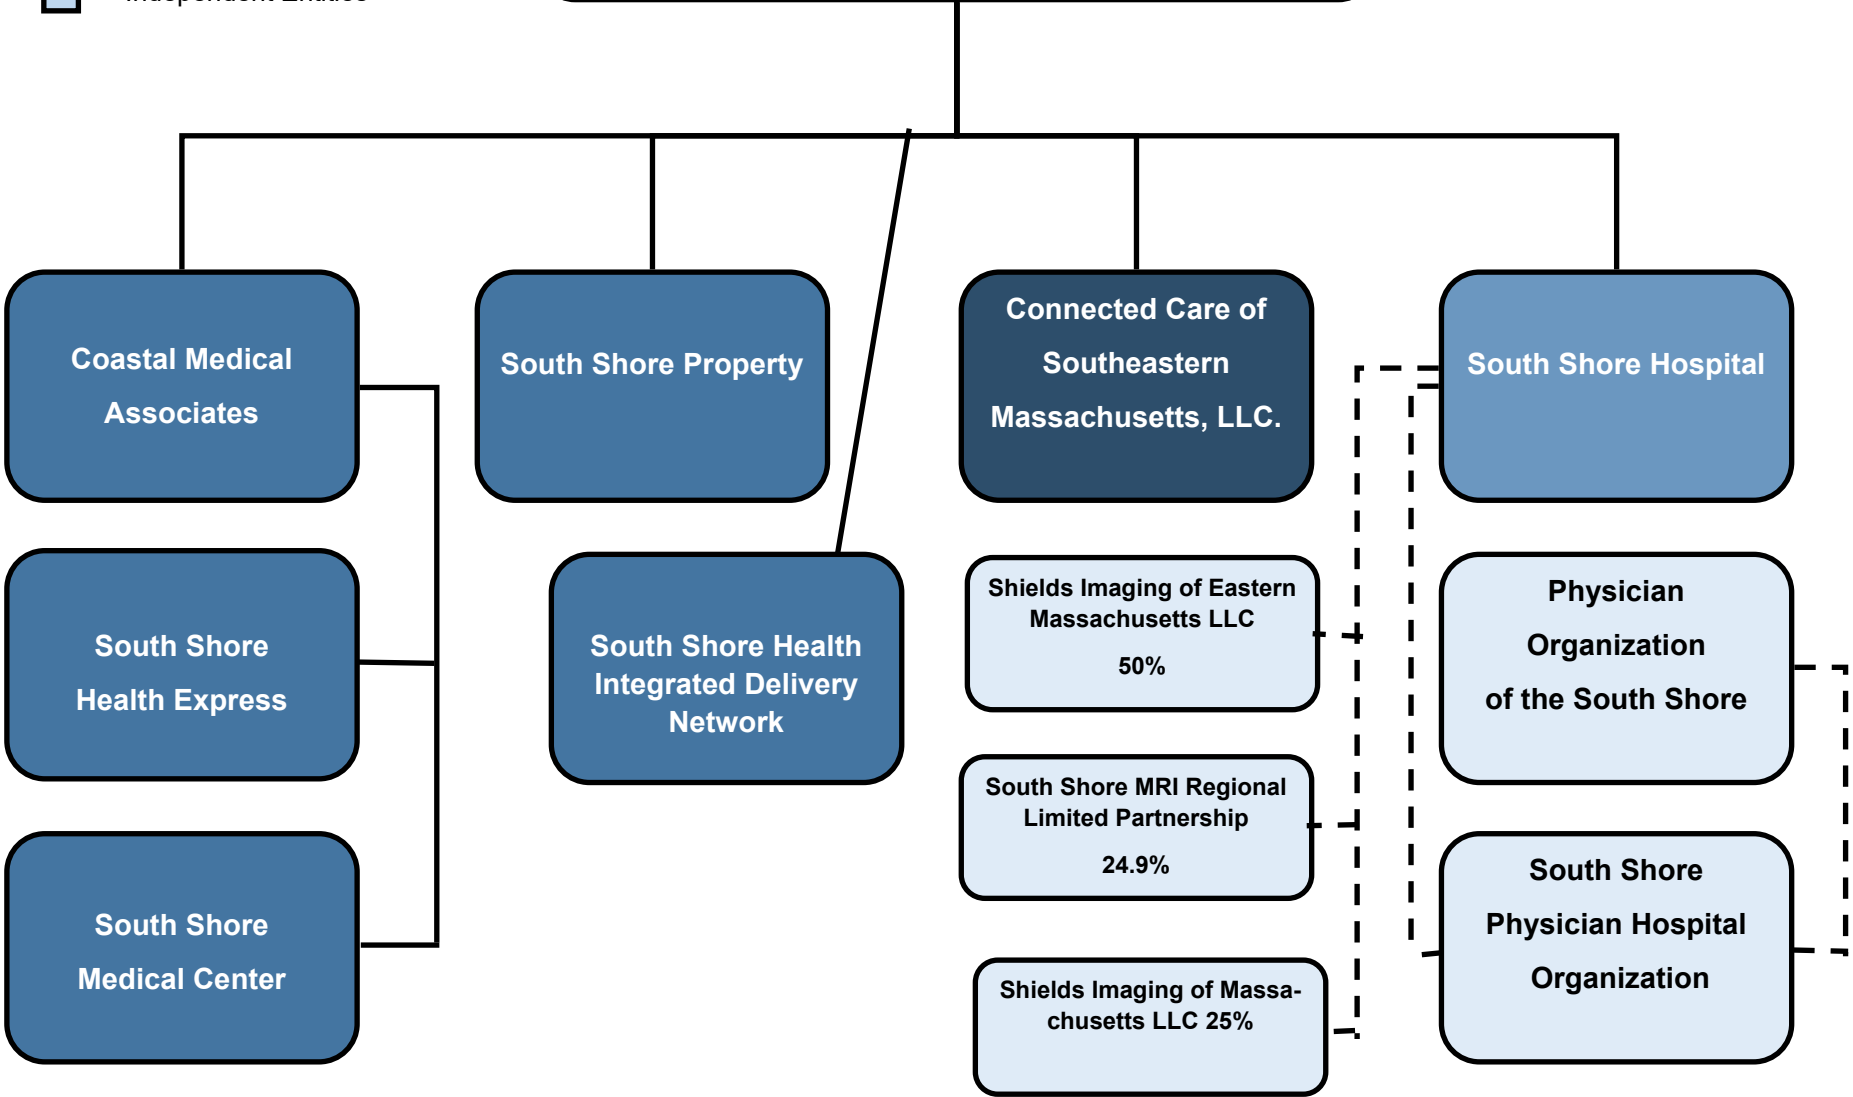 Independent Entities
Coastal Medical
Associates
South Shore Property
Connected Care of
Southeastern
Massachusetts, LLC.
South Shore Hospital
South Shore
Health Express
South Shore Health
Integrated Delivery
Network
Shields Imaging of Eastern
Massachusetts LLC
50%
Physician
Organization
of the South Shore
South Shore MRI Regional
Limited Partnership
24.9%
South Shore
Medical Center
Shields Imaging of Massa-
chusetts LLC 25%
South Shore
Physician Hospital
Organization